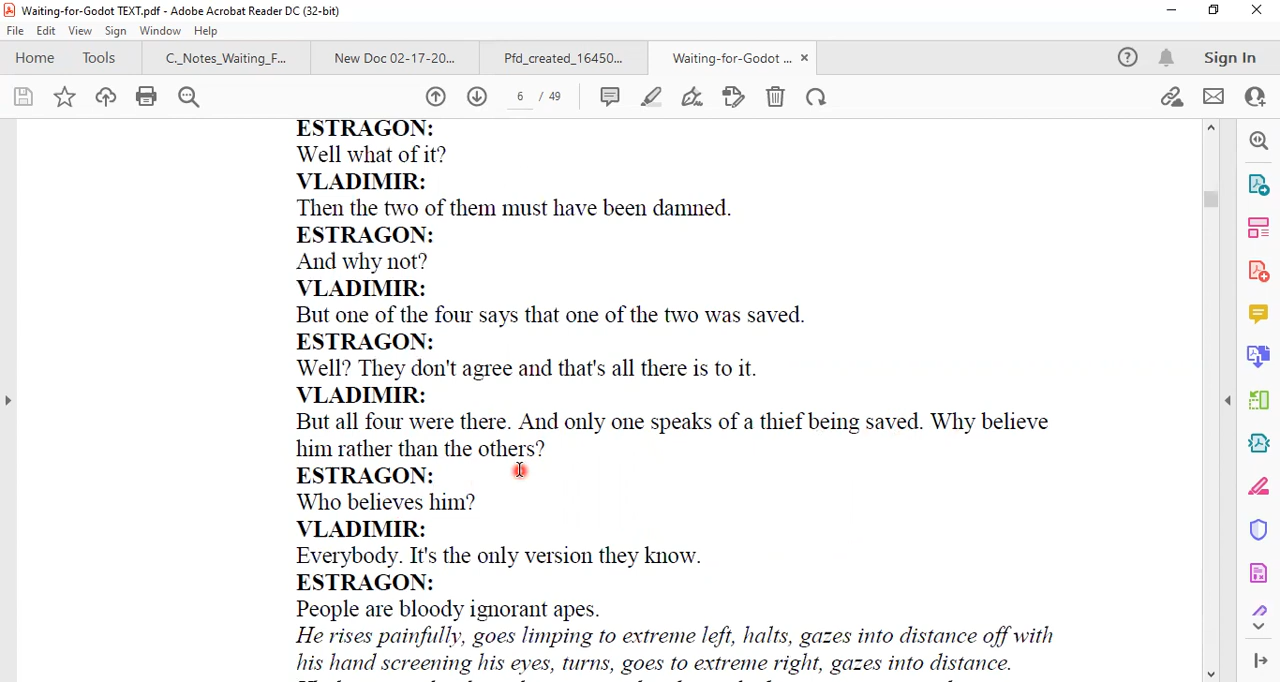 Waiting-for-Godot TEXT.pdf - Adobe Acrobat Reader DC (32-bit)
File Edit View Sign Window Help
Home Tools C._Notes_Waiting_F... New Doc 02-17-20... Pfd_created_16450... Waiting-for-Godot ... Sign In
6 / 49
ESTRAGON:
Well what of it?
VLADIMIR:
Then the two of them must have been damned.
ESTRAGON:
And why not?
VLADIMIR:
But one of the four says that one of the two was saved.
ESTRAGON:
Well? They don't agree and that's all there is to it.
VLADIMIR:
But all four were there. And only one speaks of a thief being saved. Why believe
him rather than the others?
ESTRAGON:
Who believes him?
VLADIMIR:
Everybody. It's the only version they know.
ESTRAGON:
People are bloody ignorant apes.
He rises painfully, goes limping to extreme left, halts, gazes into distance off with
his hand screening his eyes, turns, goes to extreme right, gazes into distance.